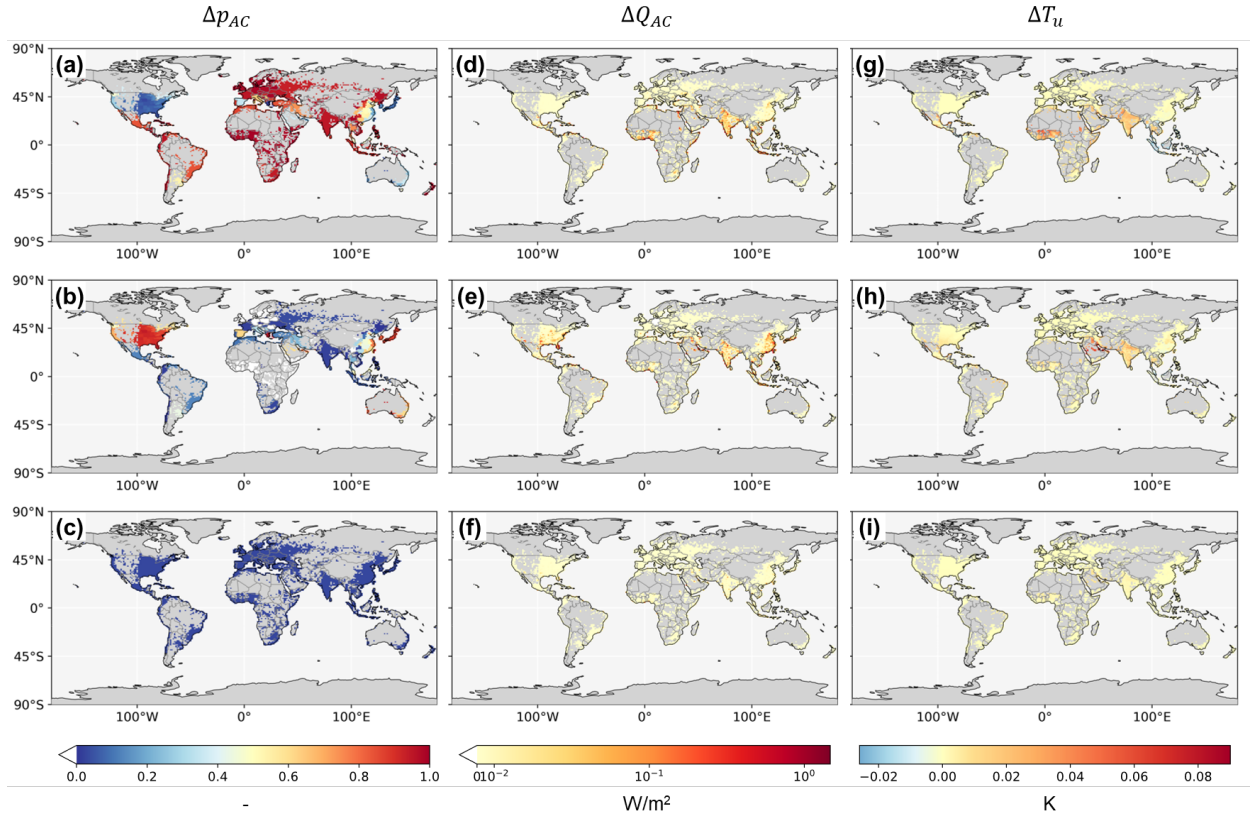 Δp_AC ΔQ_AC ΔT_u
90°N (a) (d) (g)
45°N
0°
45°S
90°S
100°W 0° 100°E 100°W 0° 100°E 100°W 0° 100°E
90°N (b) (e) (h)
45°N
0°
45°S
90°S
100°W 0° 100°E 100°W 0° 100°E 100°W 0° 100°E
90°N (c) (f) (i)
45°N
0°
45°S
90°S
100°W 0° 100°E 100°W 0° 100°E 100°W 0° 100°E
0.0 0.2 0.4 0.6 0.8 1.0 0 10⁻² 10⁻¹ 10⁰ −0.02 0.00 0.02 0.04 0.06 0.08
- W/m² K